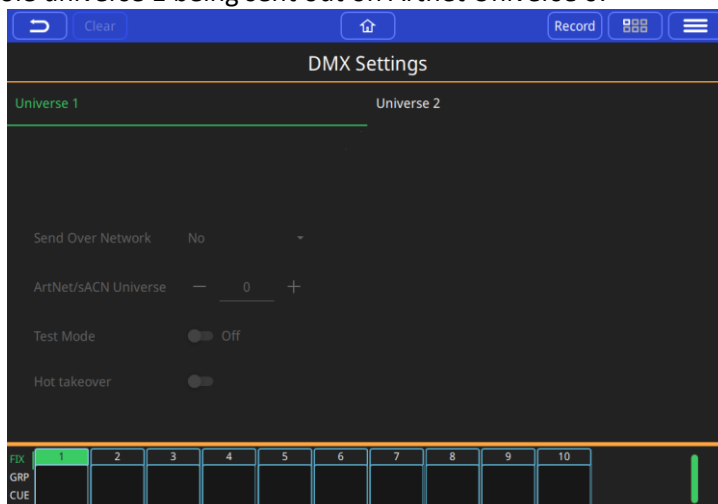 Clear
Record
DMX Settings
Universe 1
Universe 2
Send Over Network No
ArtNet/sACN Universe — 0 +
Test Mode Off
Hot takeover
FIX 1 2 3 4 5 6 7 8 9 10
GRP
CUE